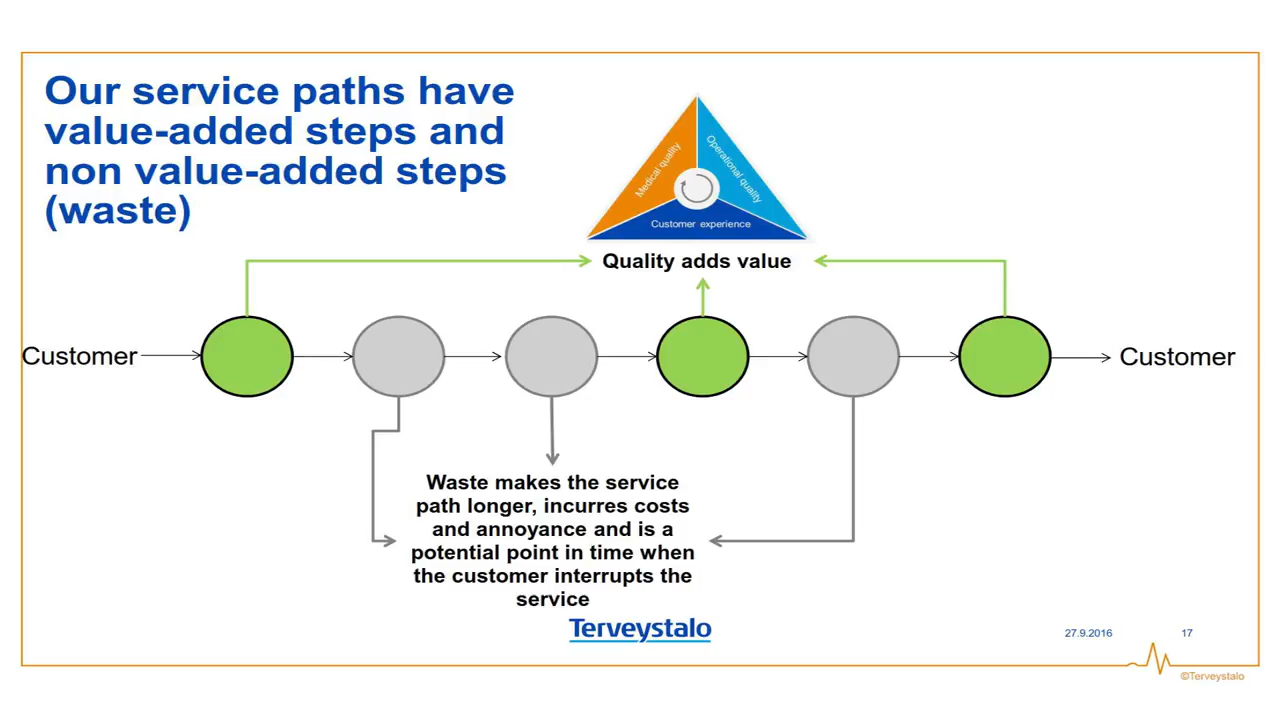 Our service paths have
value-added steps and
non value-added steps
(waste)
Medical quality
Operational quality
Customer experience
Quality adds value
Customer
Customer
Waste makes the service
path longer, incurres costs
and annoyance and is a
potential point in time when
the customer interrupts the
service
Terveystalo
27.9.2016
17
©Terveystalo